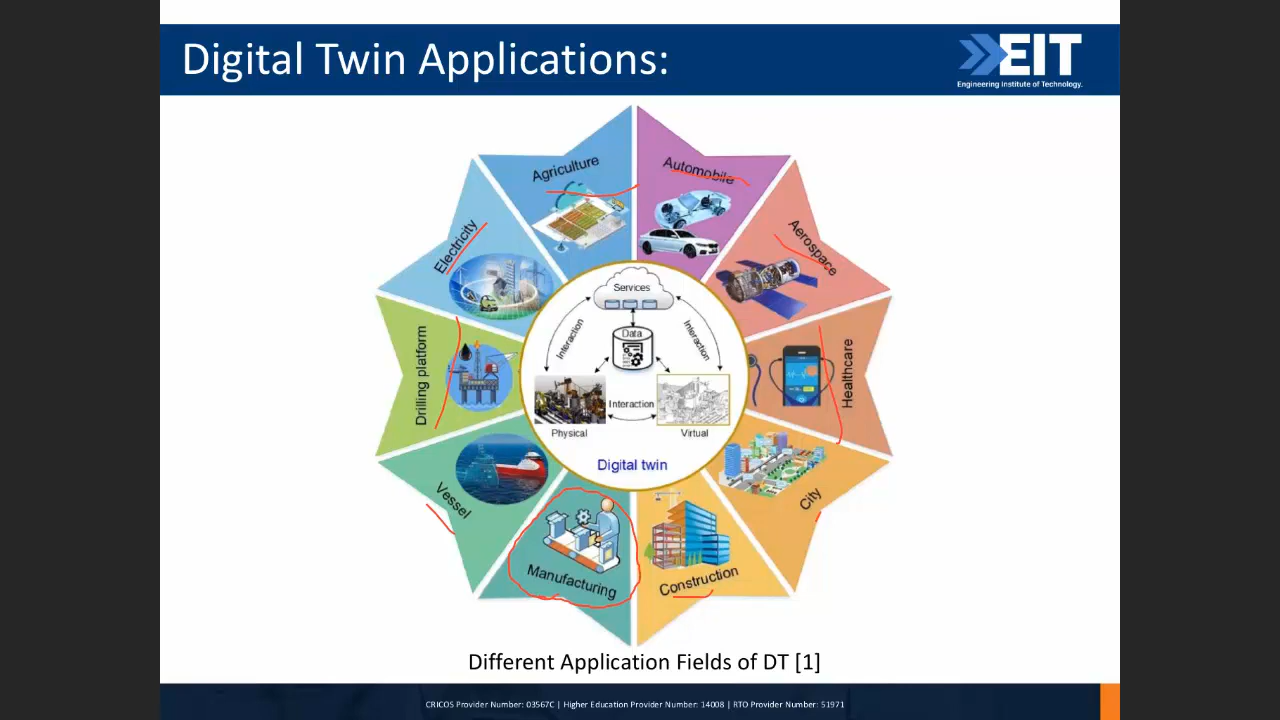 Digital Twin Applications:
EIT
Engineering Institute of Technology.
Agriculture
Automobile
Aerospace
Healthcare
City
Construction
Manufacturing
Vessel
Drilling platform
Electricity
Services
Interaction
Interaction
Data
Interaction
Physical
Virtual
Digital twin
Different Application Fields of DT [1]
CRICOS Provider Number: 03567C | Higher Education Provider Number: 14008 | RTO Provider Number: 51971